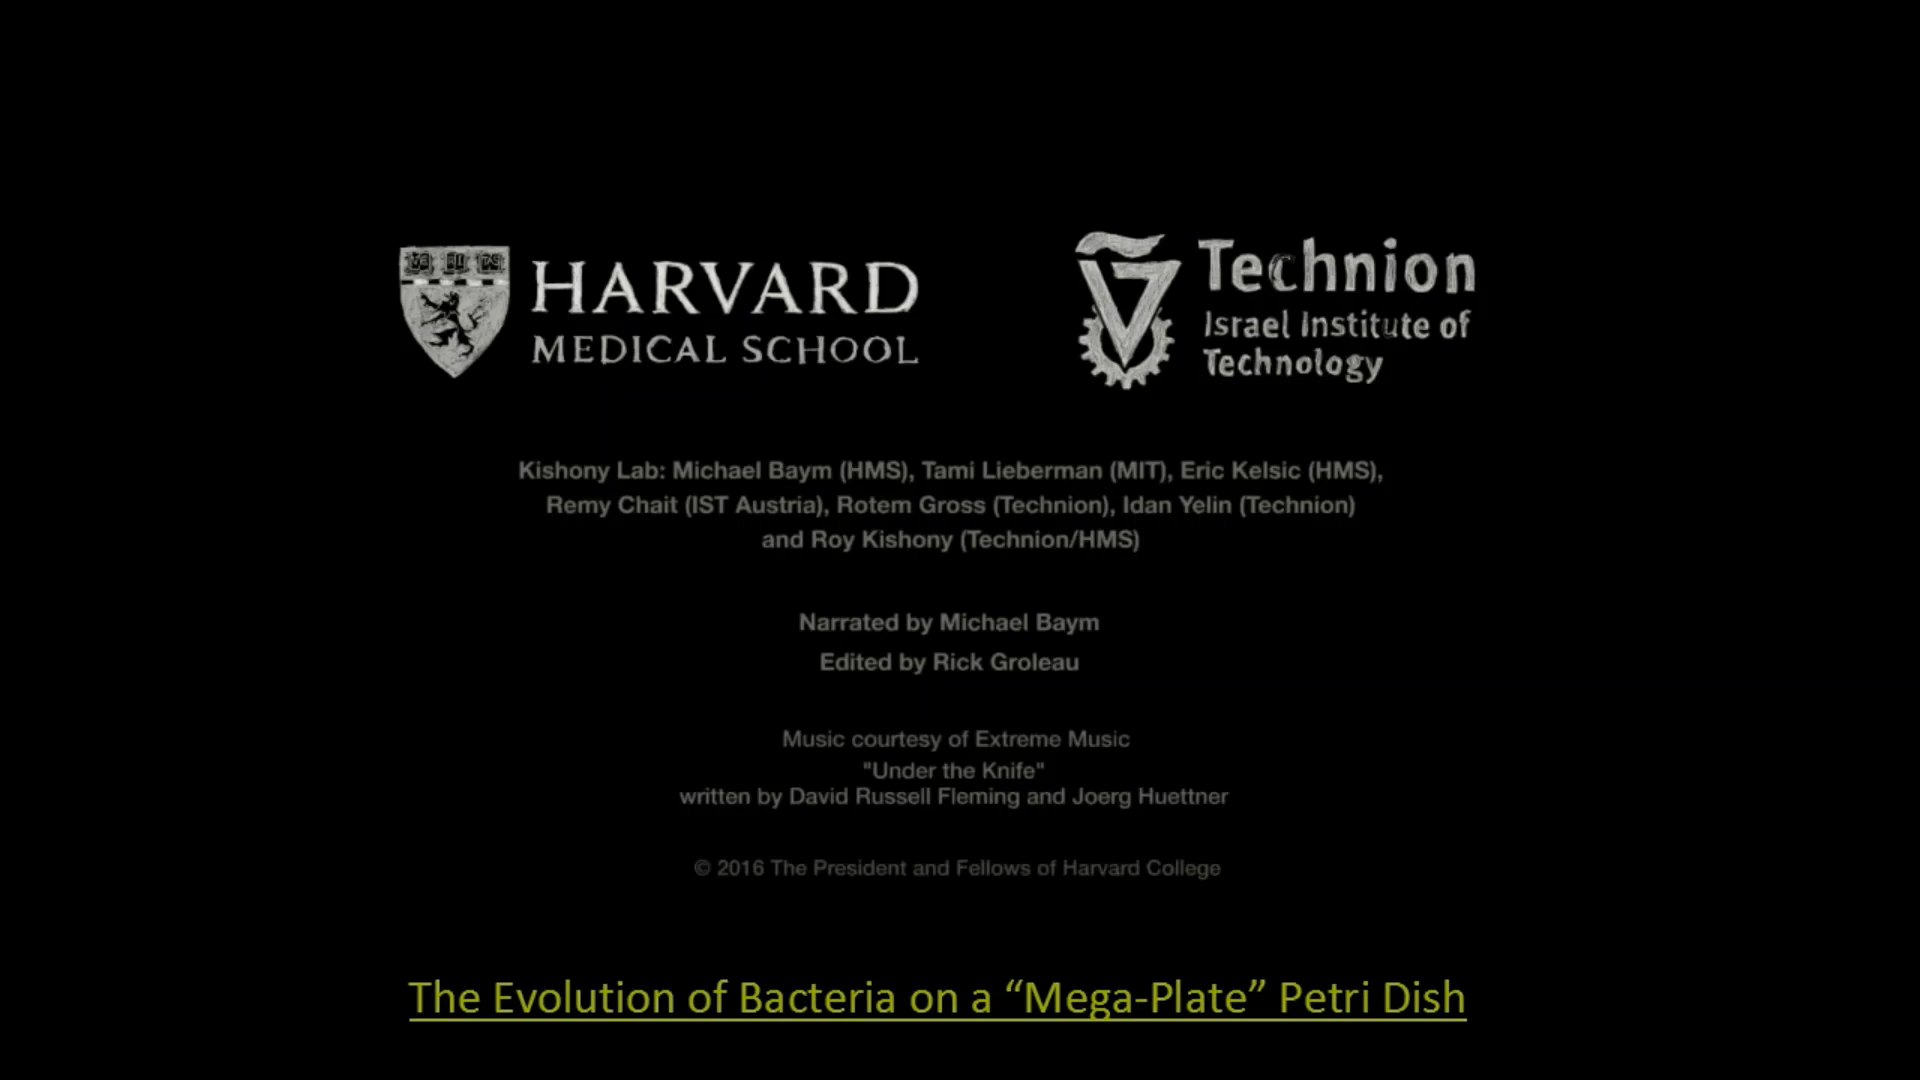 VE RI TAS
HARVARD
MEDICAL SCHOOL
Technion
Israel Institute of
Technology
Kishony Lab: Michael Baym (HMS), Tami Lieberman (MIT), Eric Kelsic (HMS),
Remy Chait (IST Austria), Rotem Gross (Technion), Idan Yelin (Technion)
and Roy Kishony (Technion/HMS)
Narrated by Michael Baym
Edited by Rick Groleau
Music courtesy of Extreme Music
"Under the Knife"
written by David Russell Fleming and Joerg Huettner
© 2016 The President and Fellows of Harvard College
The Evolution of Bacteria on a “Mega-Plate” Petri Dish